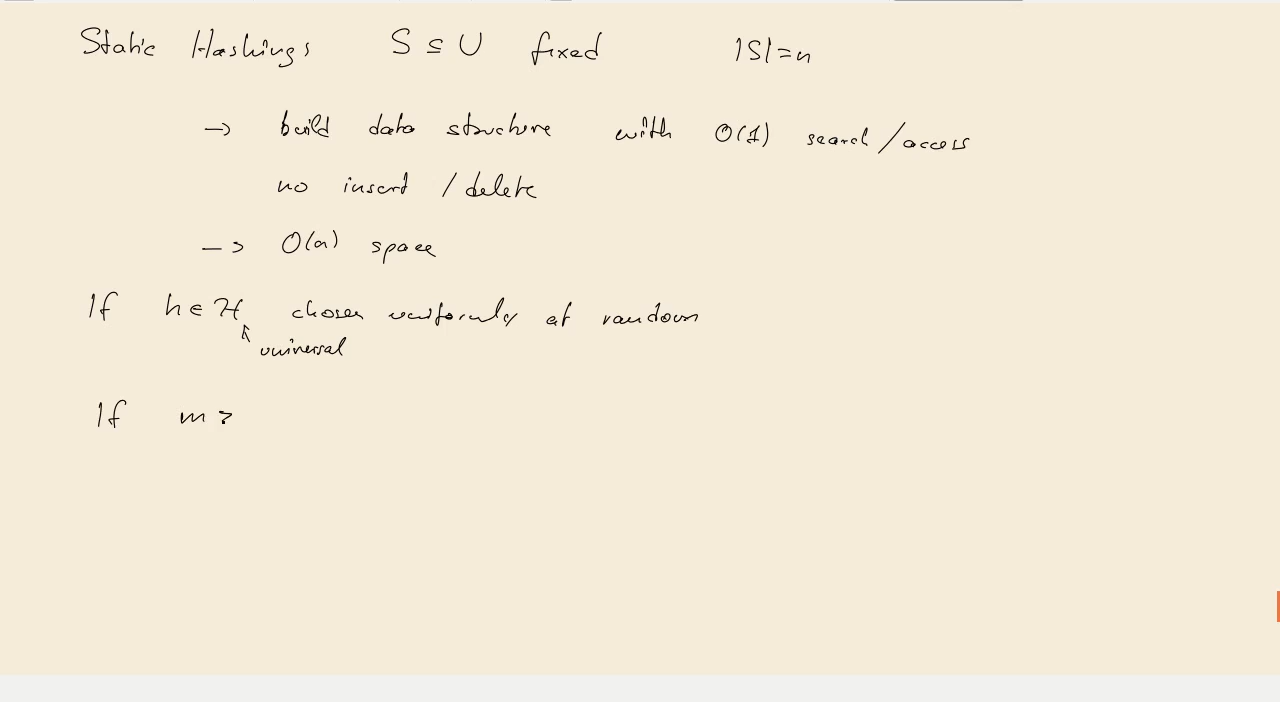 Static Hashings S ⊆ U fixed |S|=n
→ build data structure with O(1) search/access
no insert / delete
→ O(n) space
If h ∈ H chosen uniformly at random
universal
If m ?